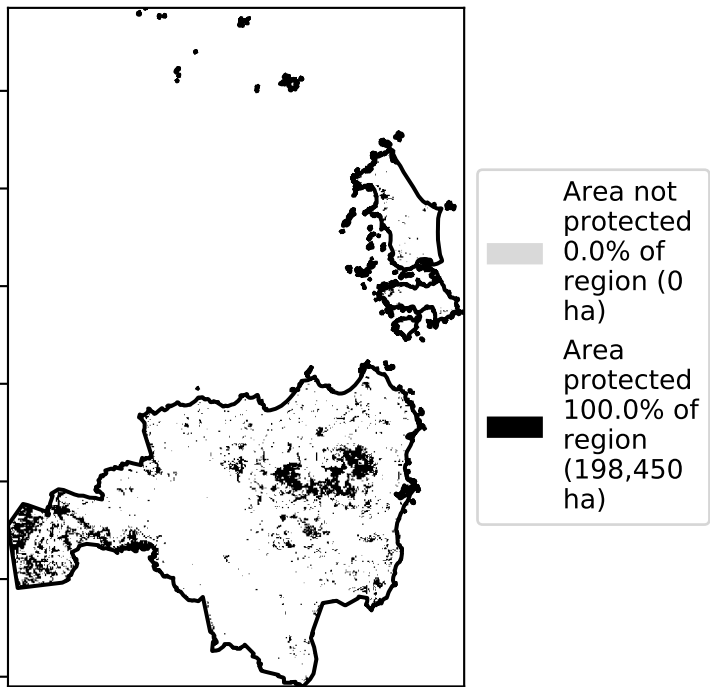 Area not
protected
0.0% of
region (0
ha)
Area
protected
100.0% of
region
(198,450
ha)